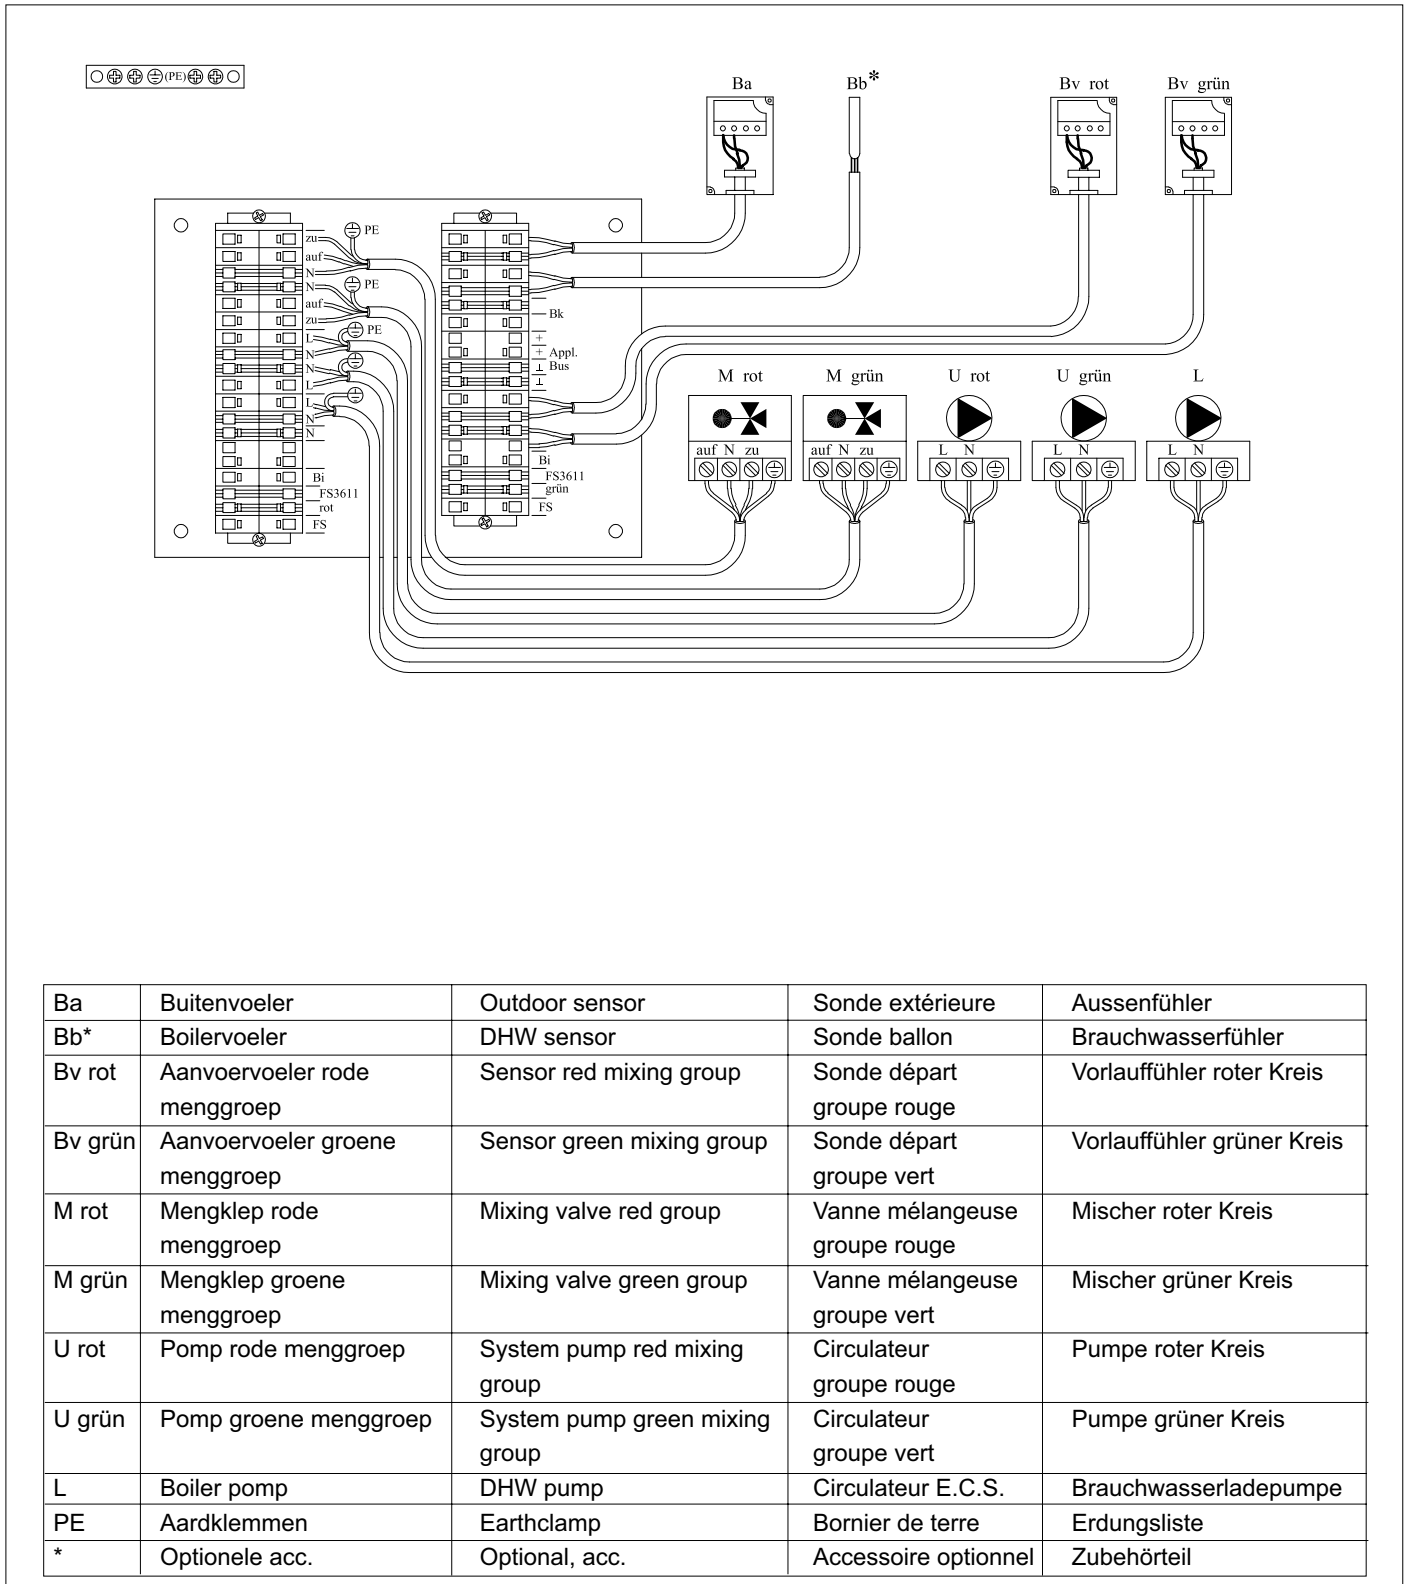 (PE)
Ba
Bb*
Bv rot
Bv grün
zu
PE
auf
N
N
PE
auf
zu
L
PE
N
N
L
L
N
N
Bi
FS3611
rot
FS
Bk
+
+ Appl.
Bus
Bi
FS3611
grün
FS
M rot
M grün
U rot
U grün
L
auf N zu
auf N zu
L N
L N
L N
Ba Buitenvoeler Outdoor sensor Sonde extérieure Aussenfühler
Bb* Boilervoeler DHW sensor Sonde ballon Brauchwasserfühler
Bv rot Aanvoervoeler rode Sensor red mixing group Sonde départ Vorlauffühler roter Kreis
menggroep groupe rouge
Bv grün Aanvoervoeler groene Sensor green mixing group Sonde départ Vorlauffühler grüner Kreis
menggroep groupe vert
M rot Mengklep rode Mixing valve red group Vanne mélangeuse Mischer roter Kreis
menggroep groupe rouge
M grün Mengklep groene Mixing valve green group Vanne mélangeuse Mischer grüner Kreis
menggroep groupe vert
U rot Pomp rode menggroep System pump red mixing Circulateur Pumpe roter Kreis
group groupe rouge
U grün Pomp groene menggroep System pump green mixing Circulateur Pumpe grüner Kreis
group groupe vert
L Boiler pomp DHW pump Circulateur E.C.S. Brauchwasserladepumpe
PE Aardklemmen Earthclamp Bornier de terre Erdungsliste
* Optionele acc. Optional, acc. Accessoire optionnel Zubehörteil